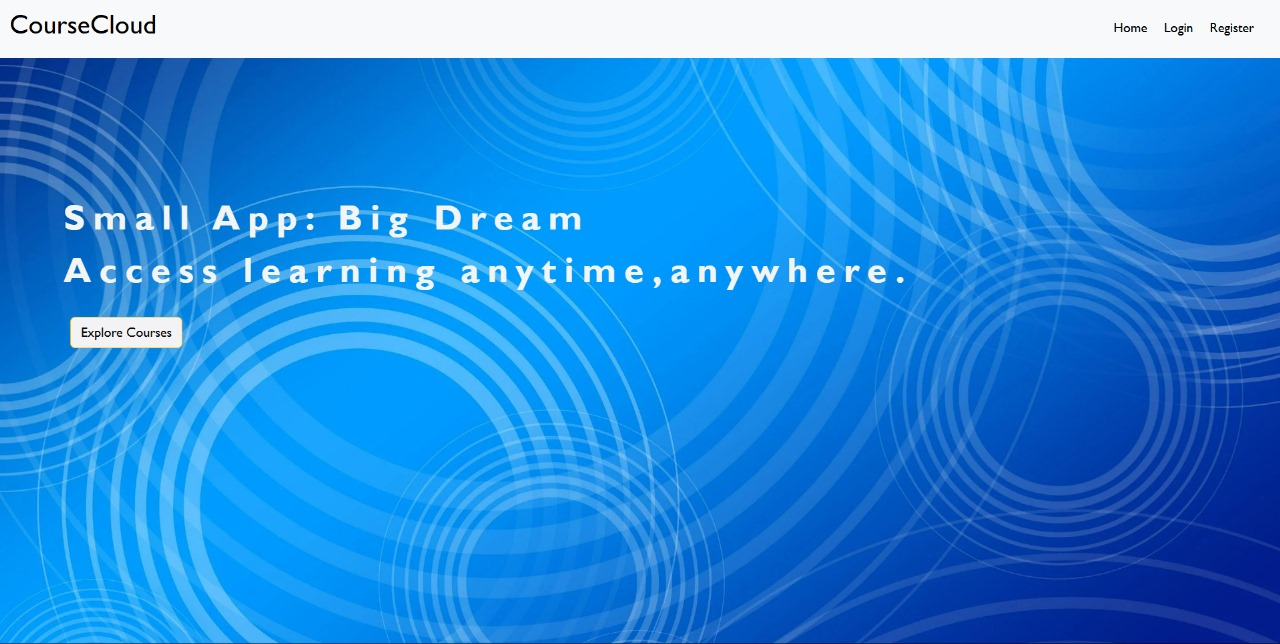 CourseCloud
Home Login Register
Small App: Big Dream
Access learning anytime,anywhere.
Explore Courses